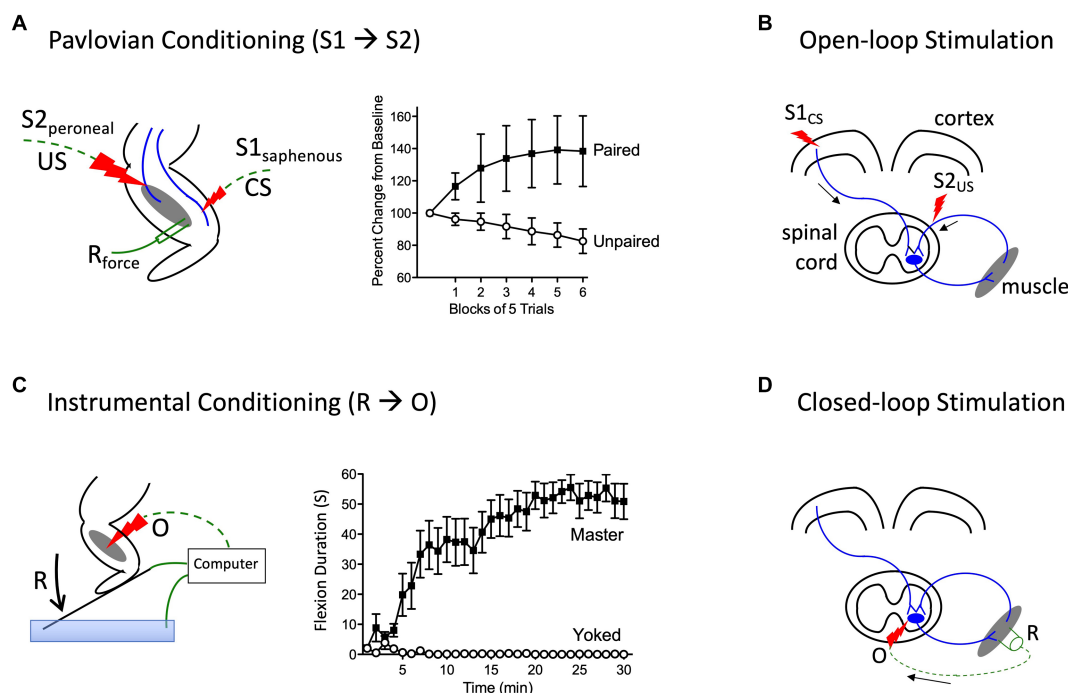 A
Pavlovian Conditioning (S1 → S2)
S2peroneal
US
S1saphenous
CS
Rforce
Percent Change from Baseline
160
140
120
100
80
60
Paired
Unpaired
1 2 3 4 5 6
Blocks of 5 Trials
B
Open-loop Stimulation
S1CS
cortex
S2US
spinal
cord
muscle
C
Instrumental Conditioning (R → O)
O
R
Computer
Flexion Duration (S)
60
50
40
30
20
10
0
Master
Yoked
5 10 15 20 25 30
Time (min)
D
Closed-loop Stimulation
R
O